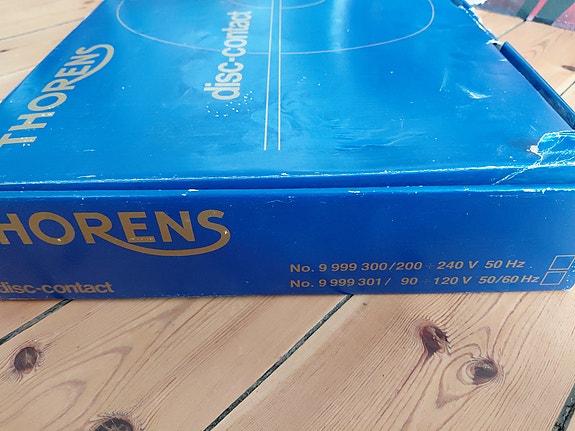 THORENS
disc-contact
HORENS
disc-contact
No. 9 999 300/200 ÷ 240 V 50 Hz
No. 9 999 301/ 90 ÷ 120 V 50/60 Hz